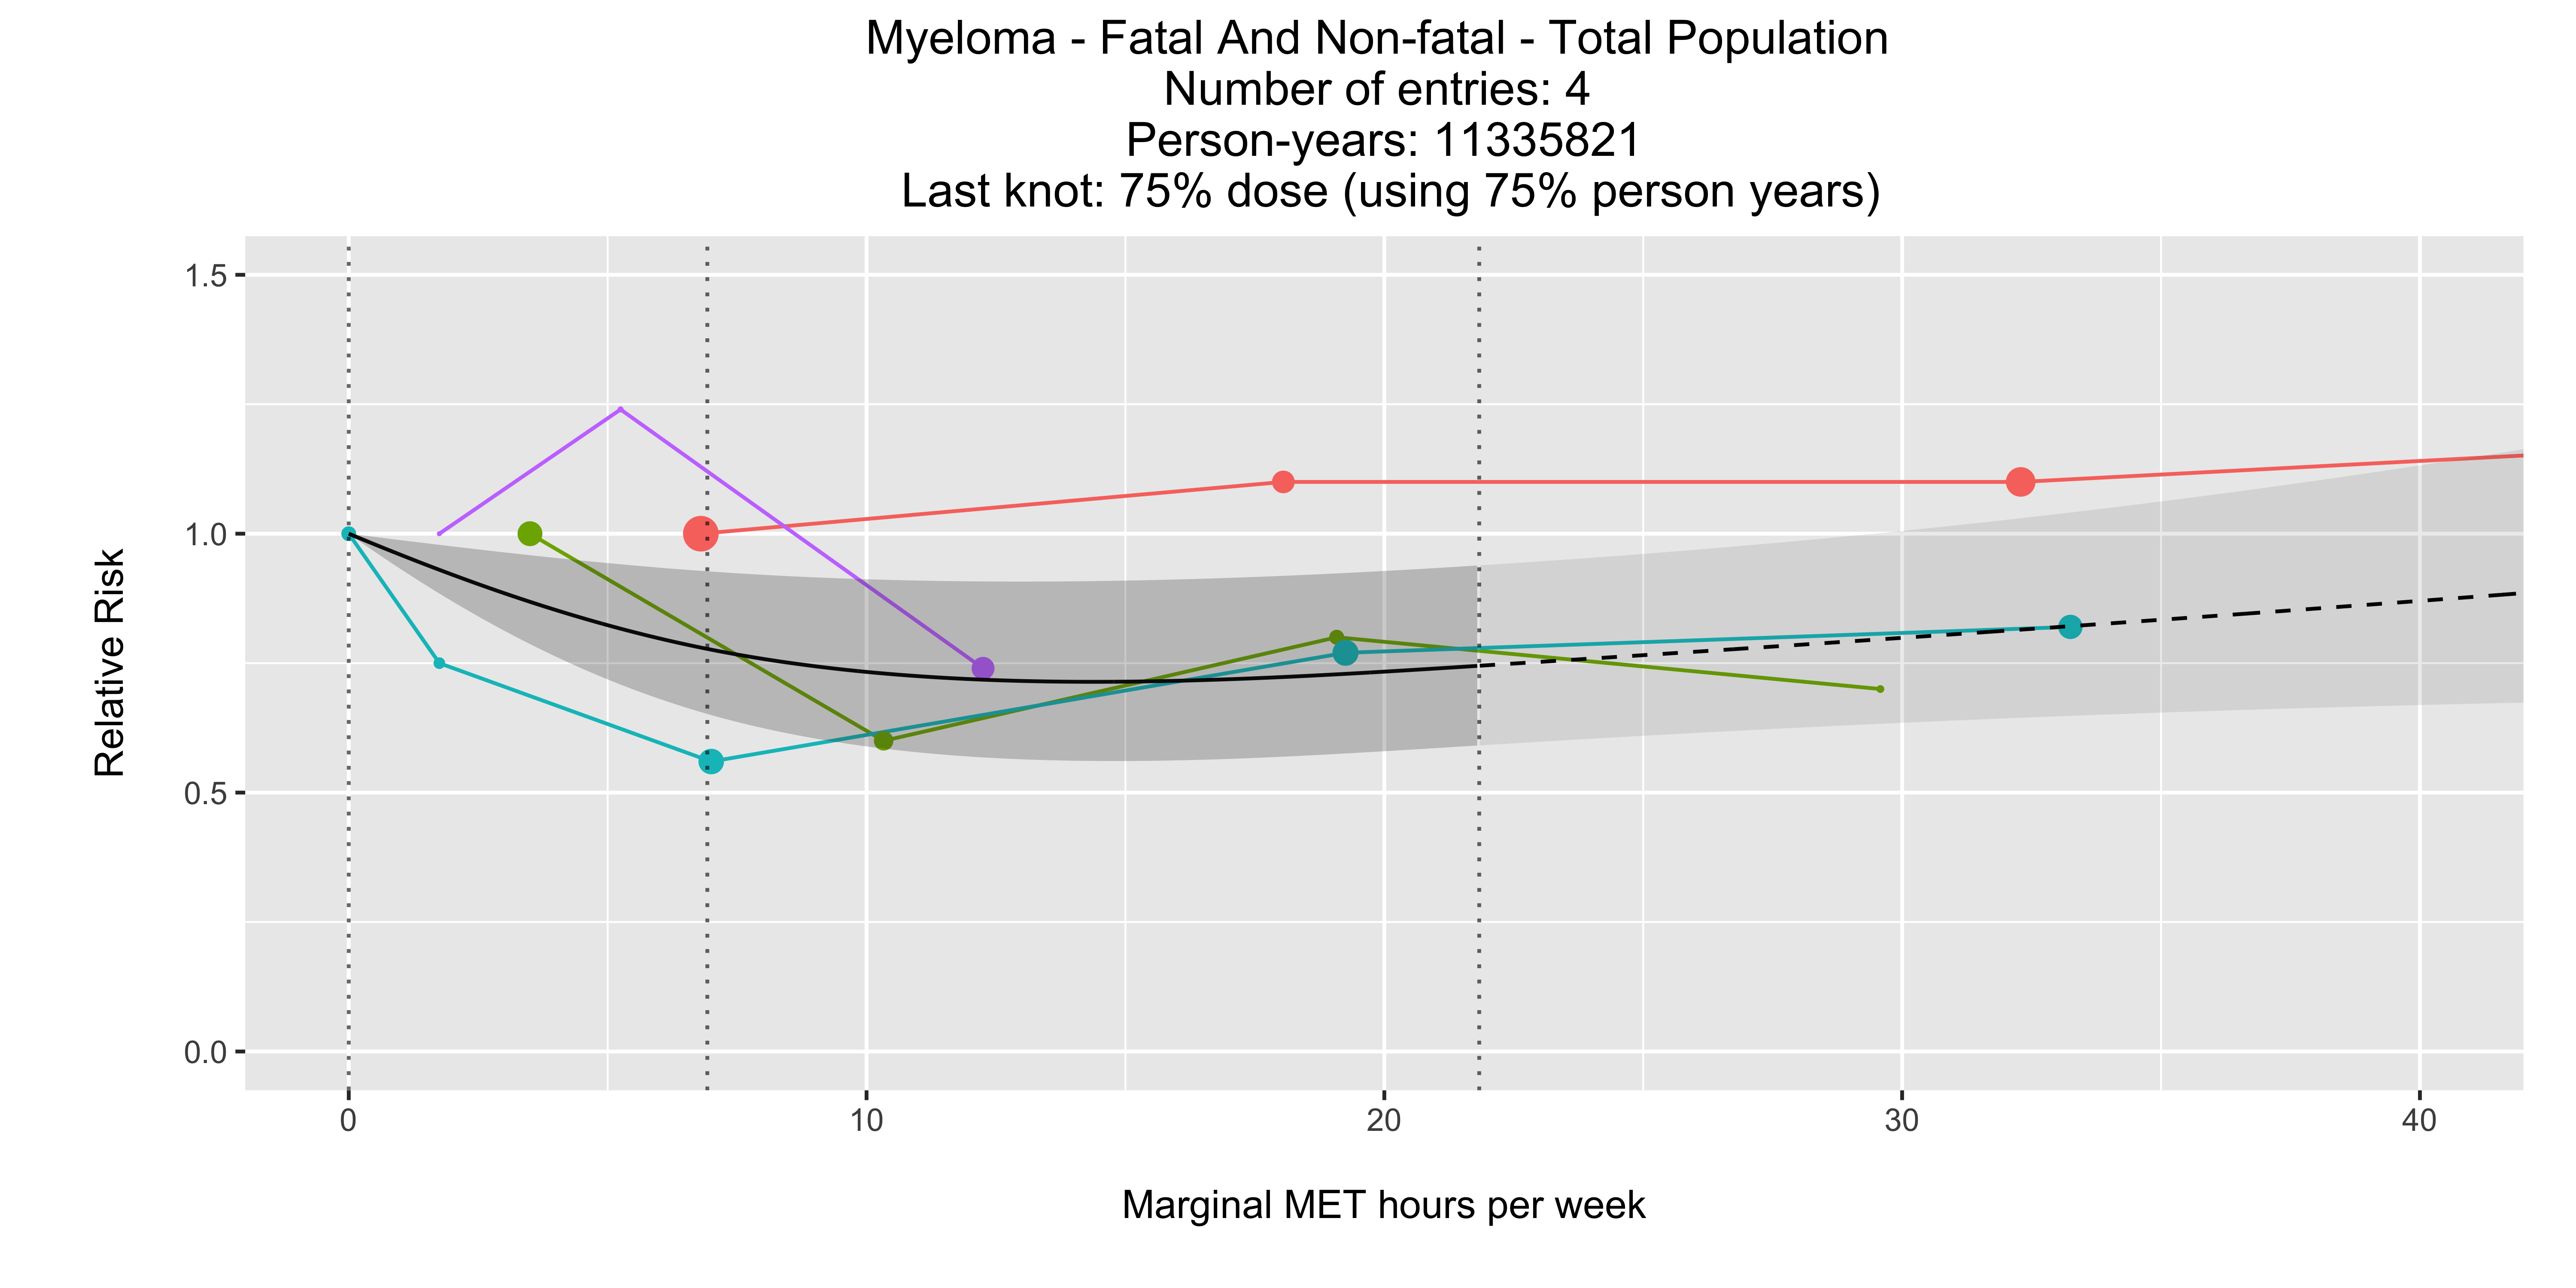 Myeloma - Fatal And Non-fatal - Total Population
Number of entries: 4
Person-years: 11335821
Last knot: 75% dose (using 75% person years)
1.5
1.0
0.5
0.0
Relative Risk
0
10
20
30
40
Marginal MET hours per week